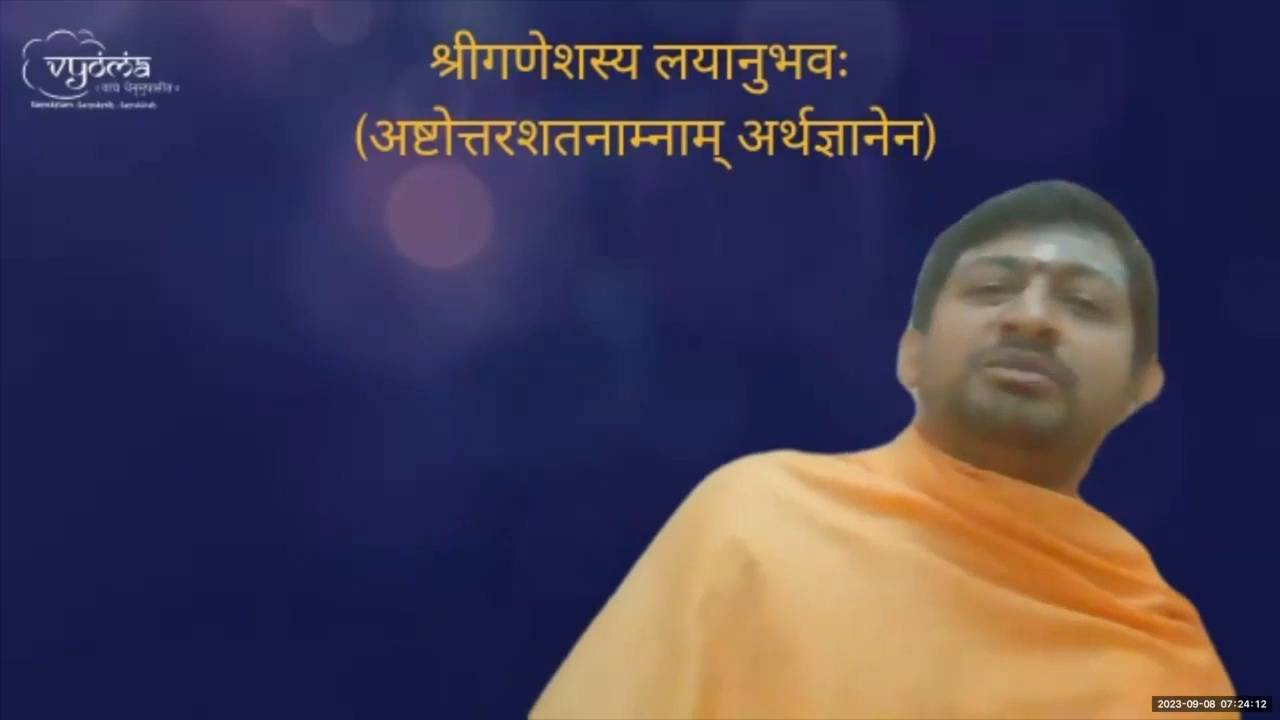 vyoma
श्रीगणेशस्य लयानुभवः
(अष्टोत्तरशतनाम्नाम् अर्थज्ञानेन)
2023-09-08 07:24:12